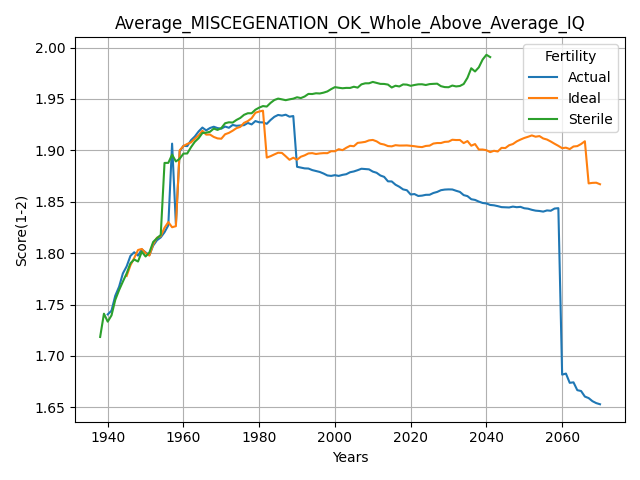 Average_MISCEGENATION_OK_Whole_Above_Average_IQ
Score(1-2)
2.00
1.95
1.90
1.85
1.80
1.75
1.70
1.65
Fertility
Actual
Ideal
Sterile
1940 1960 1980 2000 2020 2040 2060
Years